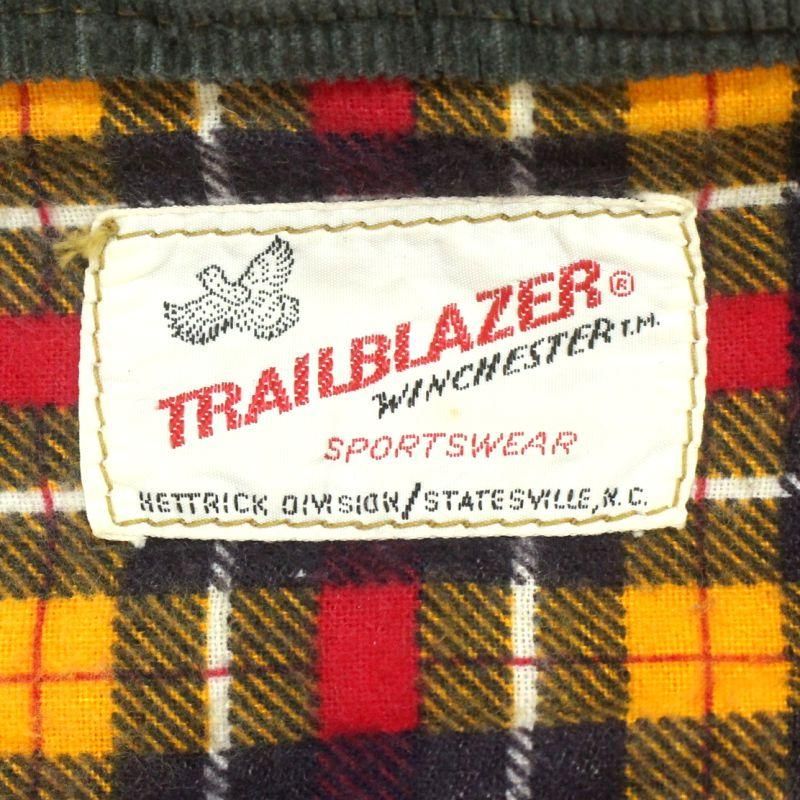 TRAILBLAZER®
WINCHESTER T.M.
SPORTSWEAR
HETTRICK DIVISION/STATESVILLE, N.C.